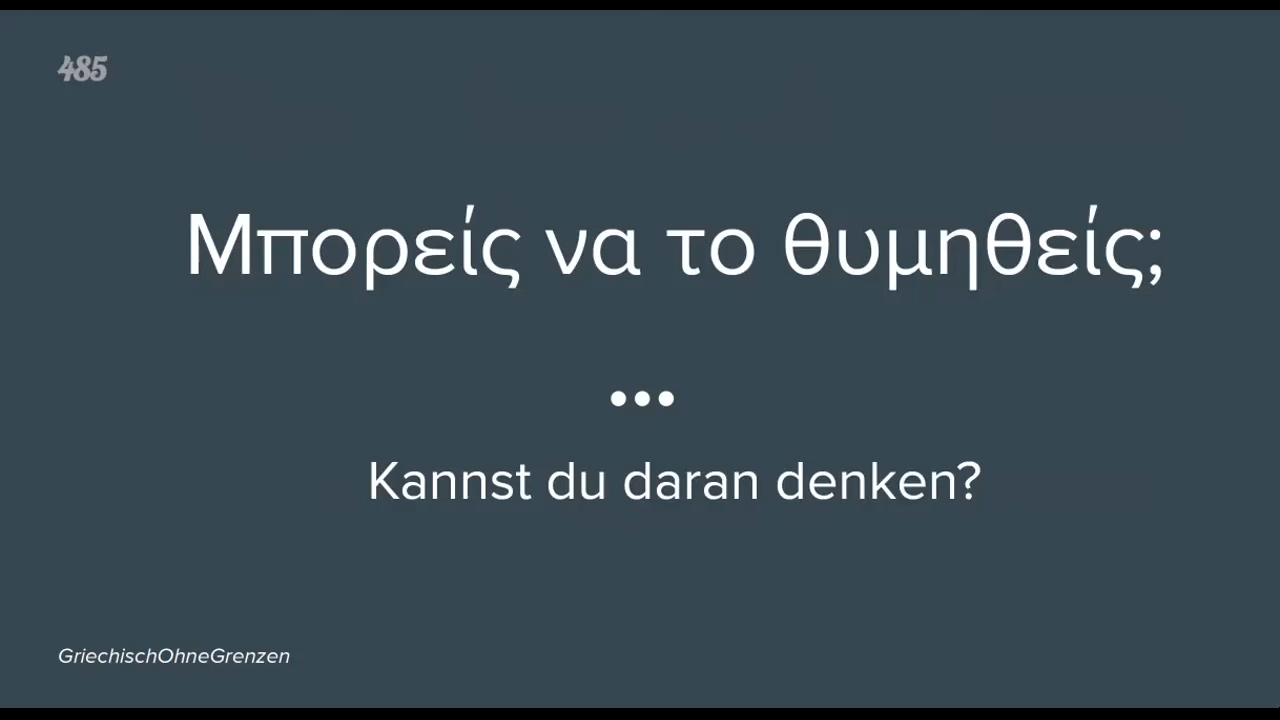 485
Μπορείς να το θυμηθείς;
...
Kannst du daran denken?
GriechischOhneGrenzen